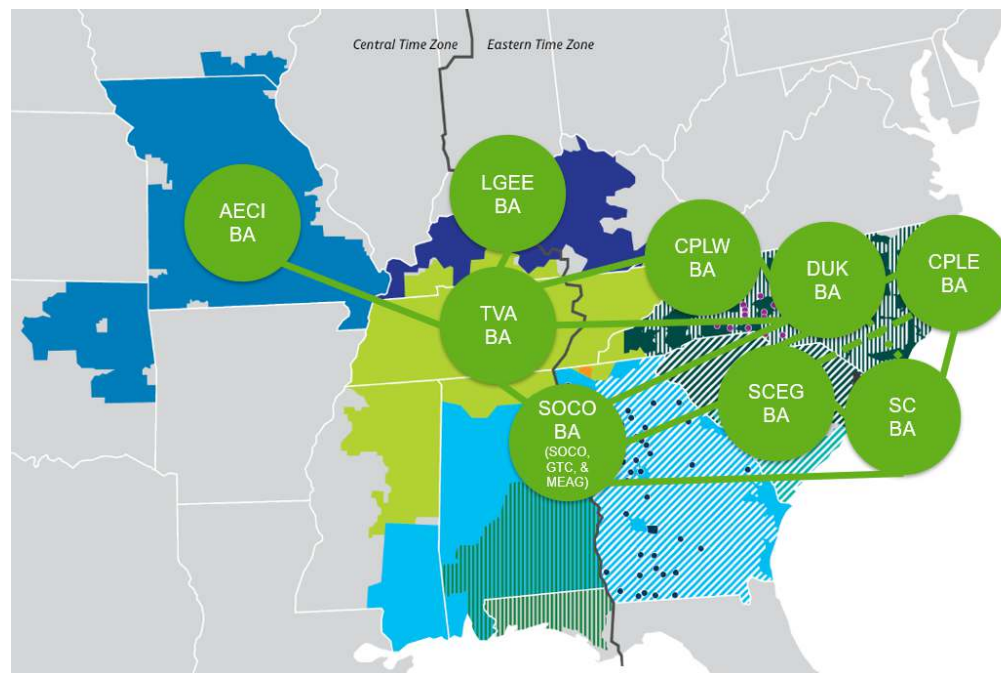 Central Time Zone
Eastern Time Zone
AECI
BA
LGEE
BA
CPLW
BA
DUK
BA
CPLE
BA
TVA
BA
SOCO
BA
(SOCO,
GTC, &
MEAG)
SCEG
BA
SC
BA